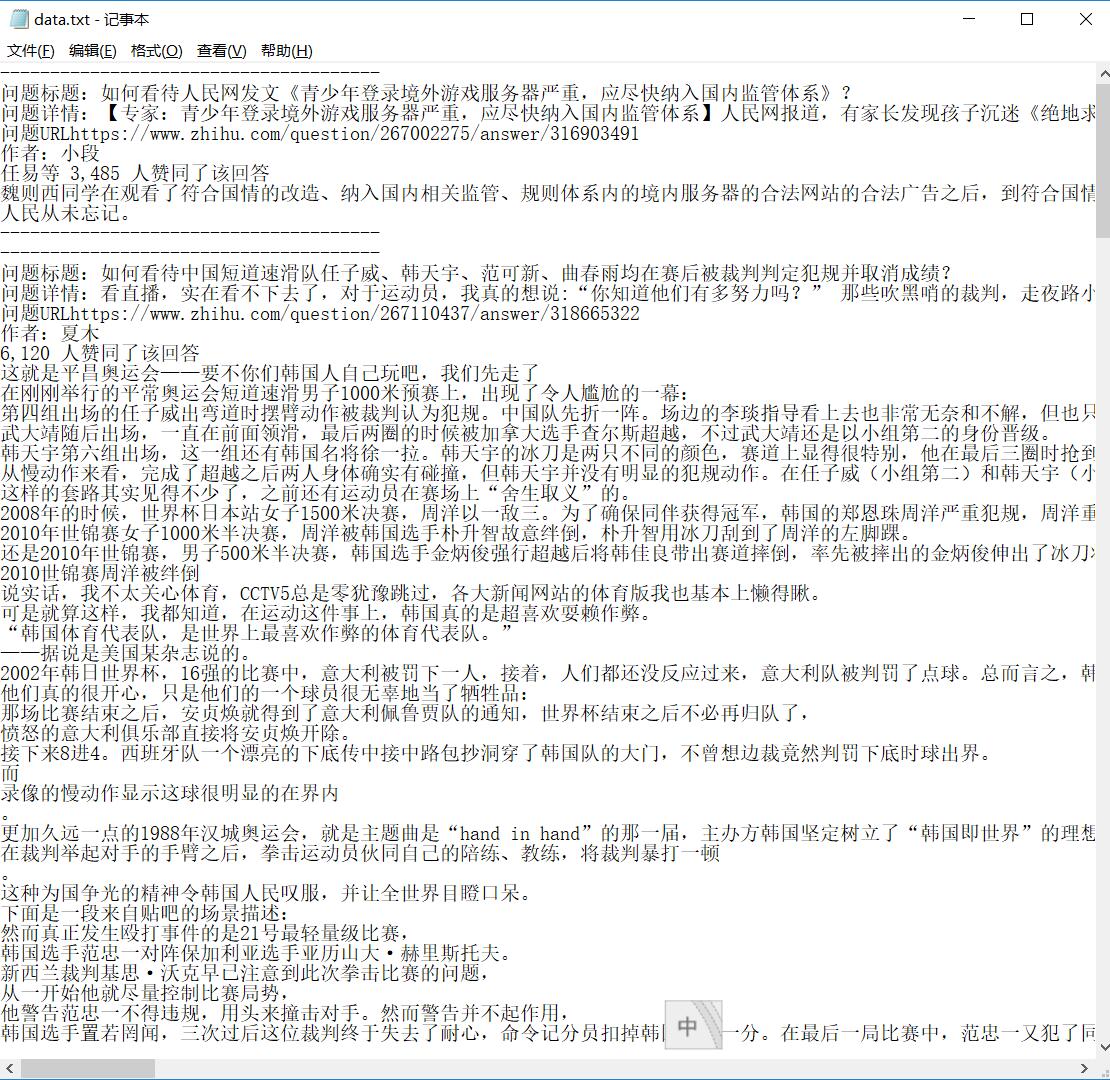 data.txt - 记事本
文件(F) 编辑(E) 格式(O) 查看(V) 帮助(H)
--------------------------------------
问题标题：如何看待人民网发文《青少年登录境外游戏服务器严重，应尽快纳入国内监管体系》？
问题详情：【专家：青少年登录境外游戏服务器严重，应尽快纳入国内监管体系】人民网报道，有家长发现孩子沉迷《绝地求
问题URLhttps://www.zhihu.com/question/267002275/answer/316903491
作者：小段
任易等 3,485 人赞同了该回答
魏则西同学在观看了符合国情的改造、纳入国内相关监管、规则体系内的境内服务器的合法网站的合法广告之后，到符合国情
人民从未忘记。
--------------------------------------
--------------------------------------
问题标题：如何看待中国短道速滑队任子威、韩天宇、范可新、曲春雨均在赛后被裁判判定犯规并取消成绩？
问题详情：看直播，实在看不下去了，对于运动员，我真的想说:“你知道他们有多努力吗？” 那些吹黑哨的裁判，走夜路小
问题URLhttps://www.zhihu.com/question/267110437/answer/318665322
作者：夏木
6,120 人赞同了该回答
这就是平昌奥运会——要不你们韩国人自己玩吧，我们先走了
在刚刚举行的平常奥运会短道速滑男子1000米预赛上，出现了令人尴尬的一幕：
第四组出场的任子威出弯道时摆臂动作被裁判认为犯规。中国队先折一阵。场边的李琰指导看上去也非常无奈和不解，但也只
武大靖随后出场，一直在前面领滑，最后两圈的时候被加拿大选手查尔斯超越，不过武大靖还是以小组第二的身份晋级。
韩天宇第六组出场，这一组还有韩国名将徐一拉。韩天宇的冰刀是两只不同的颜色，赛道上显得很特别，他在最后三圈时抢到
从慢动作来看，完成了超越之后两人身体确实有碰撞，但韩天宇并没有明显的犯规动作。在任子威（小组第二）和韩天宇（小
这样的套路其实见得不少了，之前还有运动员在赛场上“舍生取义”的。
2008年的时候，世界杯日本站女子1500米决赛，周洋以一敌三。为了确保同伴获得冠军，韩国的郑恩珠周洋严重犯规，周洋重
2010年世锦赛女子1000米半决赛，周洋被韩国选手朴升智故意绊倒，朴升智用冰刀刮到了周洋的左脚踝。
还是2010年世锦赛，男子500米半决赛，韩国选手金炳俊强行超越后将韩佳良带出赛道摔倒，率先被摔出的金炳俊伸出了冰刀
2010世锦赛周洋被绊倒
说实话，我不太关心体育，CCTV5总是零犹豫跳过，各大新闻网站的体育版我也基本上懒得瞅。
可是就算这样，我都知道，在运动这件事上，韩国真的是超喜欢耍赖作弊。
“韩国体育代表队，是世界上最喜欢作弊的体育代表队。”
——据说是美国某杂志说的。
2002年韩日世界杯，16强的比赛中，意大利被罚下一人，接着，人们都还没反应过来，意大利队被判罚了点球。总而言之，韩
他们真的很开心，只是他们的一个球员很无辜地当了牺牲品：
那场比赛结束之后，安贞焕就得到了意大利佩鲁贾队的通知，世界杯结束之后不必再归队了，
愤怒的意大利俱乐部直接将安贞焕开除。
接下来8进4。西班牙队一个漂亮的下底传中接中路包抄洞穿了韩国队的大门，不曾想边裁竟然判罚下底时球出界。
而
录像的慢动作显示这球很明显的在界内
。
更加久远一点的1988年汉城奥运会，就是主题曲是“hand in hand”的那一届，主办方韩国坚定树立了“韩国即世界”的理想
在裁判举起对手的手臂之后，拳击运动员伙同自己的陪练、教练，将裁判暴打一顿
。
这种为国争光的精神令韩国人民叹服，并让全世界目瞪口呆。
下面是一段来自贴吧的场景描述：
然而真正发生殴打事件的是21号最轻量级比赛，
韩国选手范忠一对阵保加利亚选手亚历山大·赫里斯托夫。
新西兰裁判基思·沃克早已注意到此次拳击比赛的问题，
从一开始他就尽量控制比赛局势，
他警告范忠一不得违规，用头来撞击对手。然而警告并不起作用，
韩国选手置若罔闻，三次过后这位裁判终于失去了耐心，命令记分员扣掉韩 一分。在最后一局比赛中，范忠一又犯了同
中